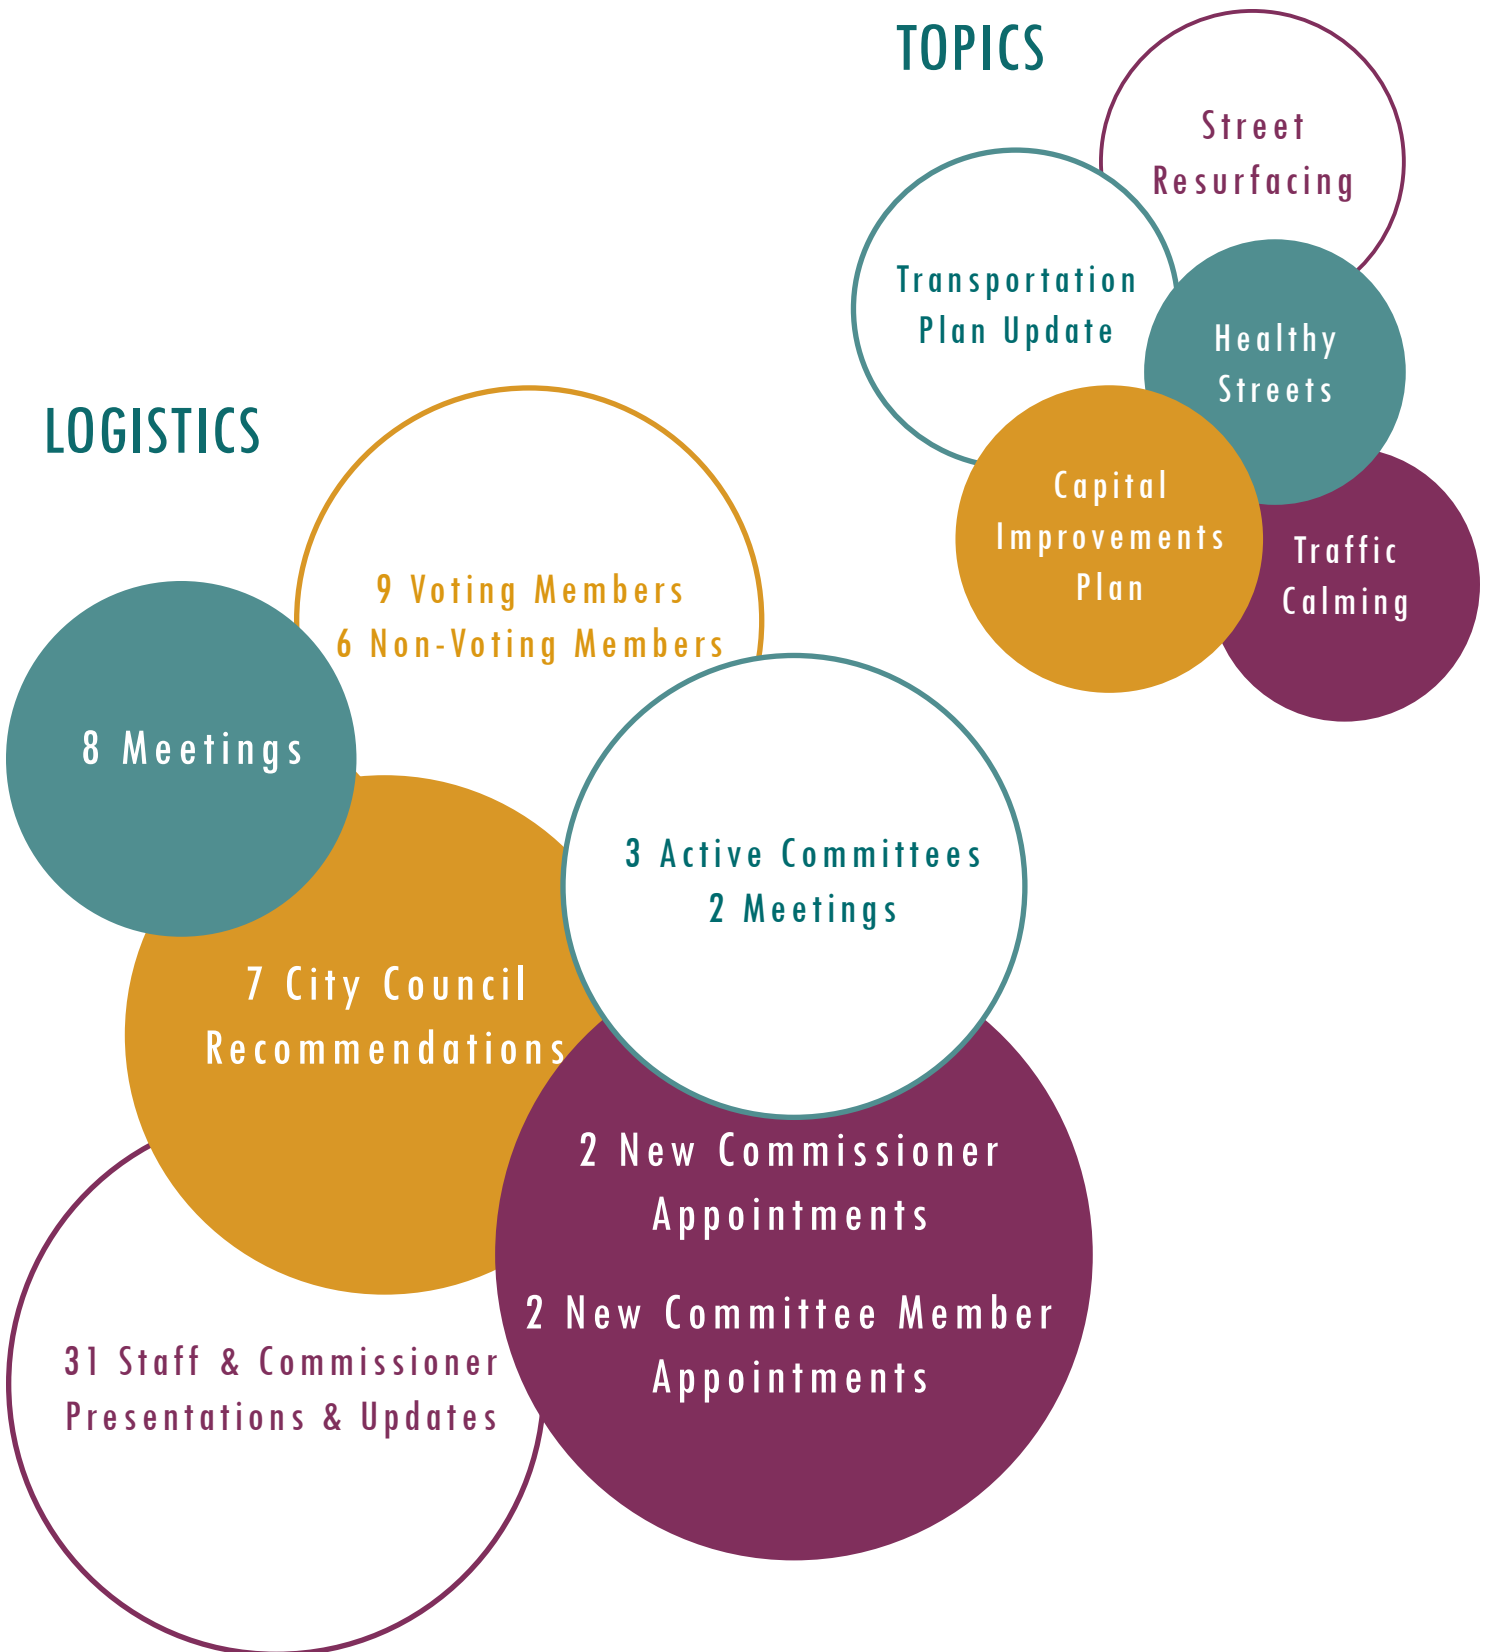 TOPICS
Street
Resurfacing
Transportation
Plan Update
Healthy
Streets
Capital
Improvements
Plan
Traffic
Calming
LOGISTICS
9 Voting Members
6 Non-Voting Members
8 Meetings
3 Active Committees
2 Meetings
7 City Council
Recommendations
2 New Commissioner
Appointments
2 New Committee Member
Appointments
31 Staff & Commissioner
Presentations & Updates